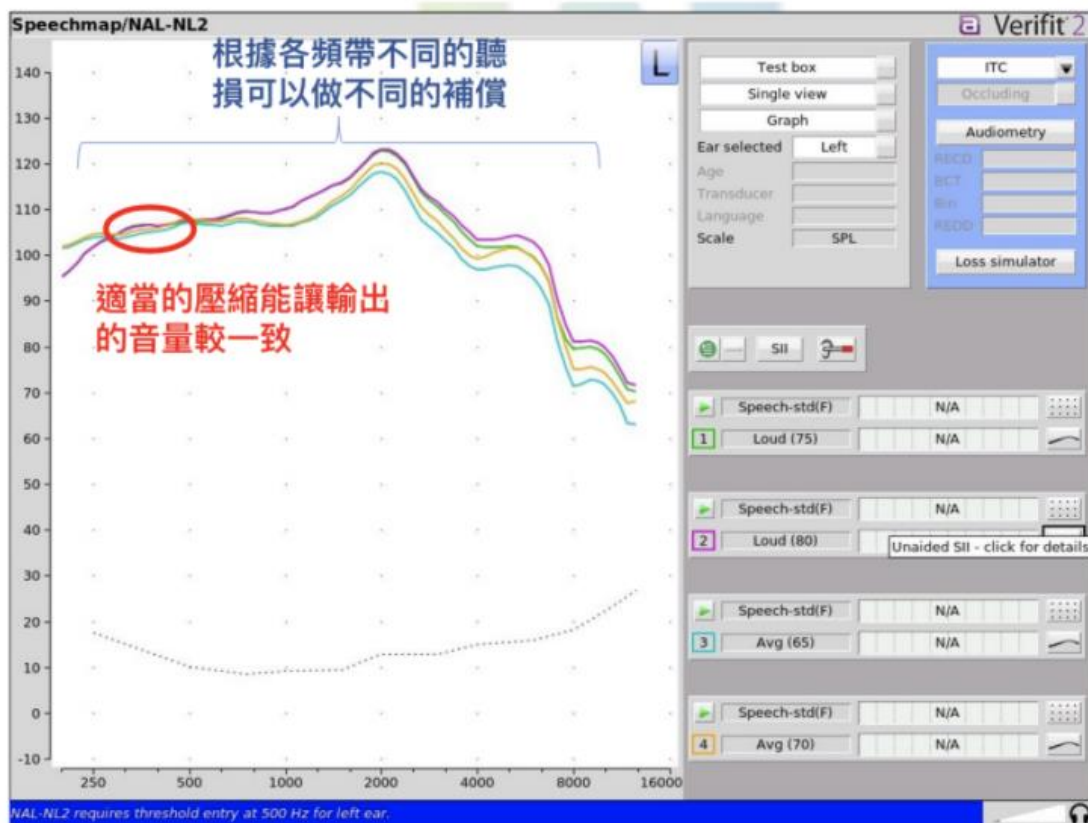 Speechmap/NAL-NL2
a Verifit 2
根據各頻帶不同的聽
損可以做不同的補償
L
140
130
120
110
100
90
80
70
60
50
40
30
20
10
0
-10
250 500 1000 2000 4000 8000 16000
適當的壓縮能讓輸出
的音量較一致
Test box
Single view
Graph
Ear selected Left
Age
Transducer
Language
Scale SPL
ITC
Occluding
Audiometry
RECD
BCT
Bin
REDD
Loss simulator
SII
Speech-std(F) N/A
1 Loud (75) N/A
Speech-std(F) N/A
2 Loud (80)
Unaided SII - click for details
Speech-std(F) N/A
3 Avg (65) N/A
Speech-std(F) N/A
4 Avg (70) N/A
NAL-NL2 requires threshold entry at 500 Hz for left ear.